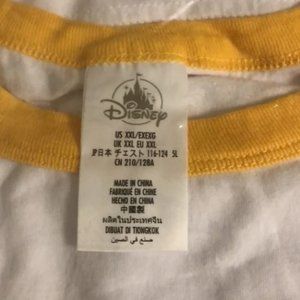 Disney
US XXL/EXEXG
UK XXL EU XXL
JP日本 チェスト 116-124 5L
CN 210/128A
MADE IN CHINA
FABRIQUÉ EN CHINE
HECHO EN CHINA
中國製
ผลิตในประเทศจีน
DIBUAT DI TIONGKOK
صنع في الصين